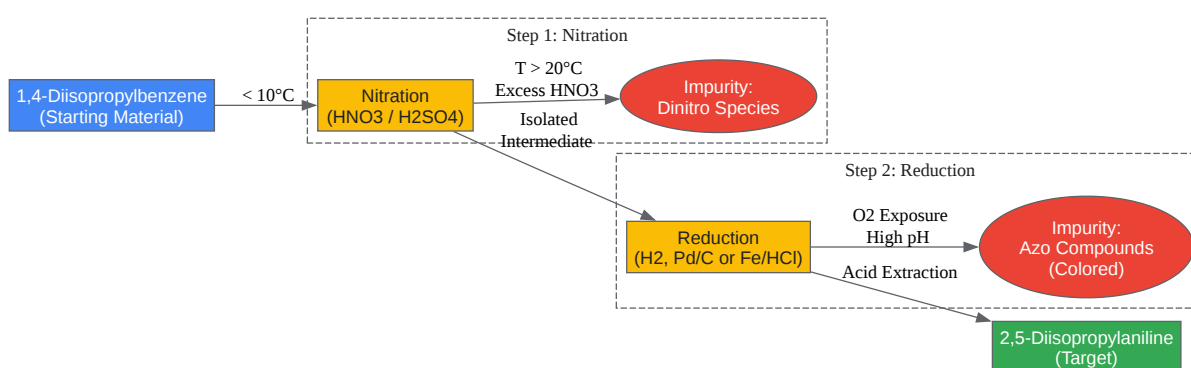 Step 1: Nitration
1,4-Diisopropylbenzene
(Starting Material)
< 10°C
Nitration
(HNO3 / H2SO4)
T > 20°C
Excess HNO3
Impurity:
Dinitro Species
Isolated
Intermediate
Step 2: Reduction
Reduction
(H2, Pd/C or Fe/HCl)
O2 Exposure
High pH
Impurity:
Azo Compounds
(Colored)
Acid Extraction
2,5-Diisopropylaniline
(Target)